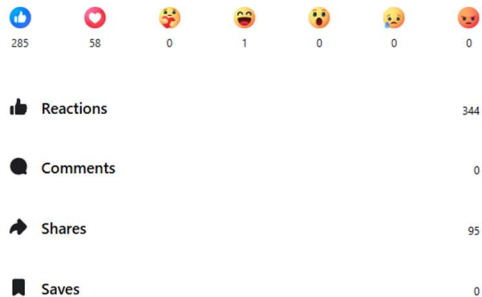 285 58 0 1 0 0 0
Reactions 344
Comments 0
Shares 95
Saves 0